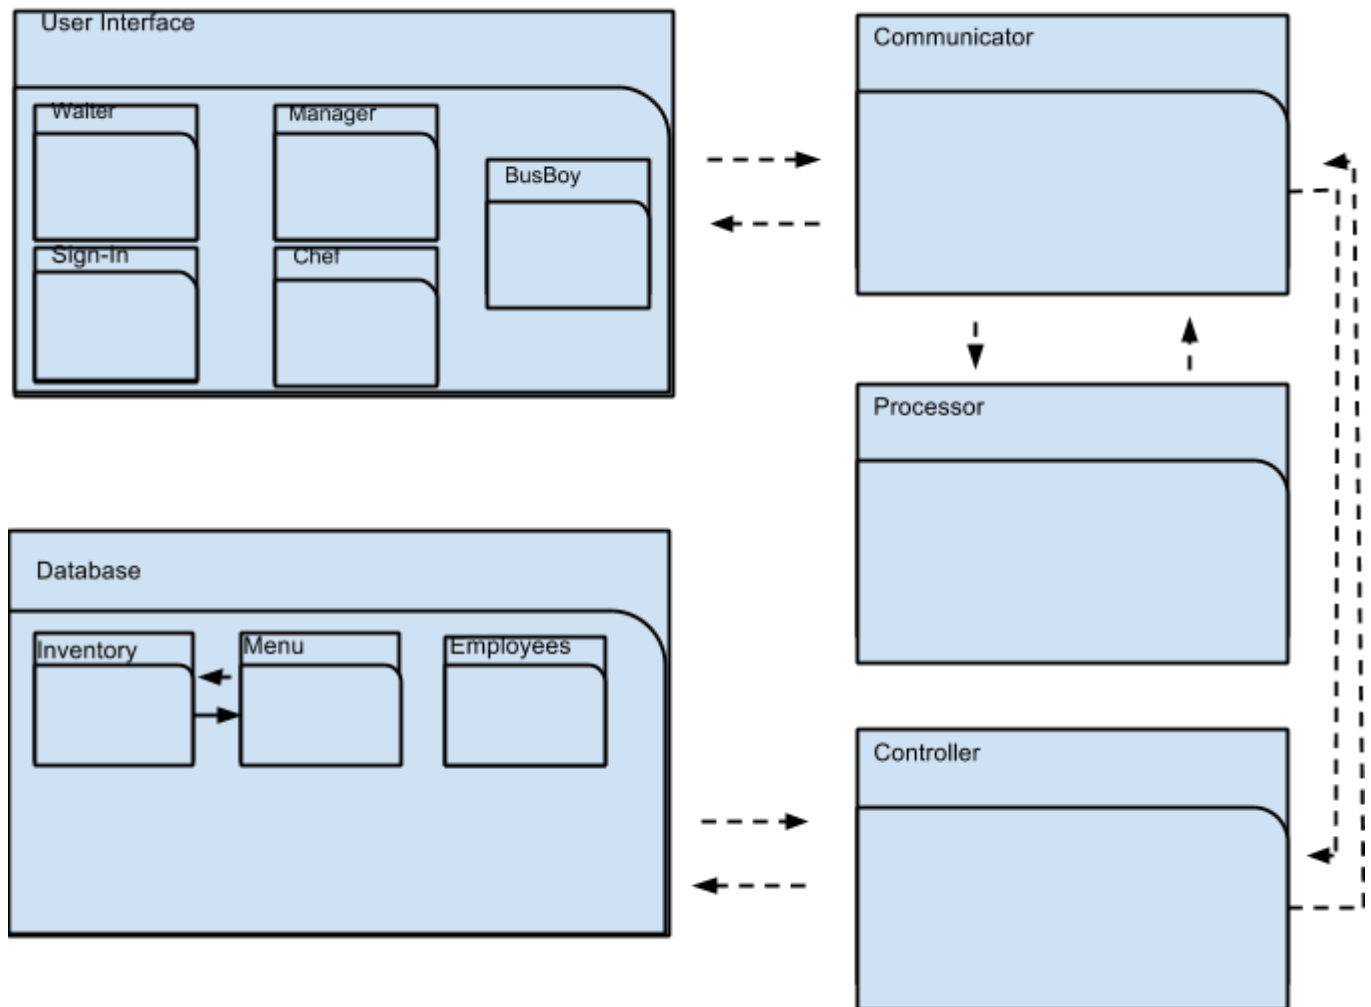 User Interface
Waiter
Manager
BusBoy
Sign-In
Chef
Communicator
Processor
Database
Inventory
Menu
Employees
Controller